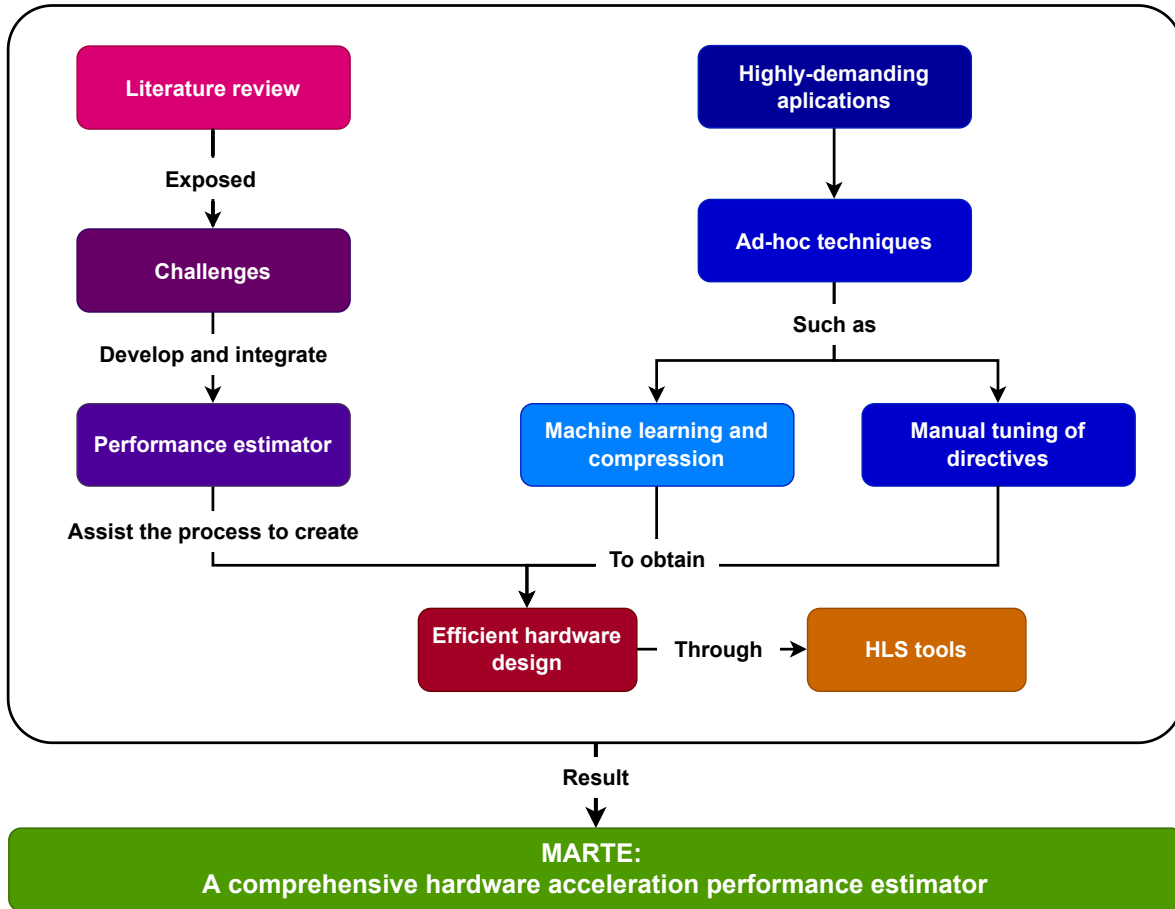 Literature review
Exposed
Challenges
Develop and integrate
Performance estimator
Assist the process to create
Highly-demanding
aplications
Ad-hoc techniques
Such as
Machine learning and
compression
Manual tuning of
directives
To obtain
Efficient hardware
design
Through
HLS tools
Result
MARTE:
A comprehensive hardware acceleration performance estimator